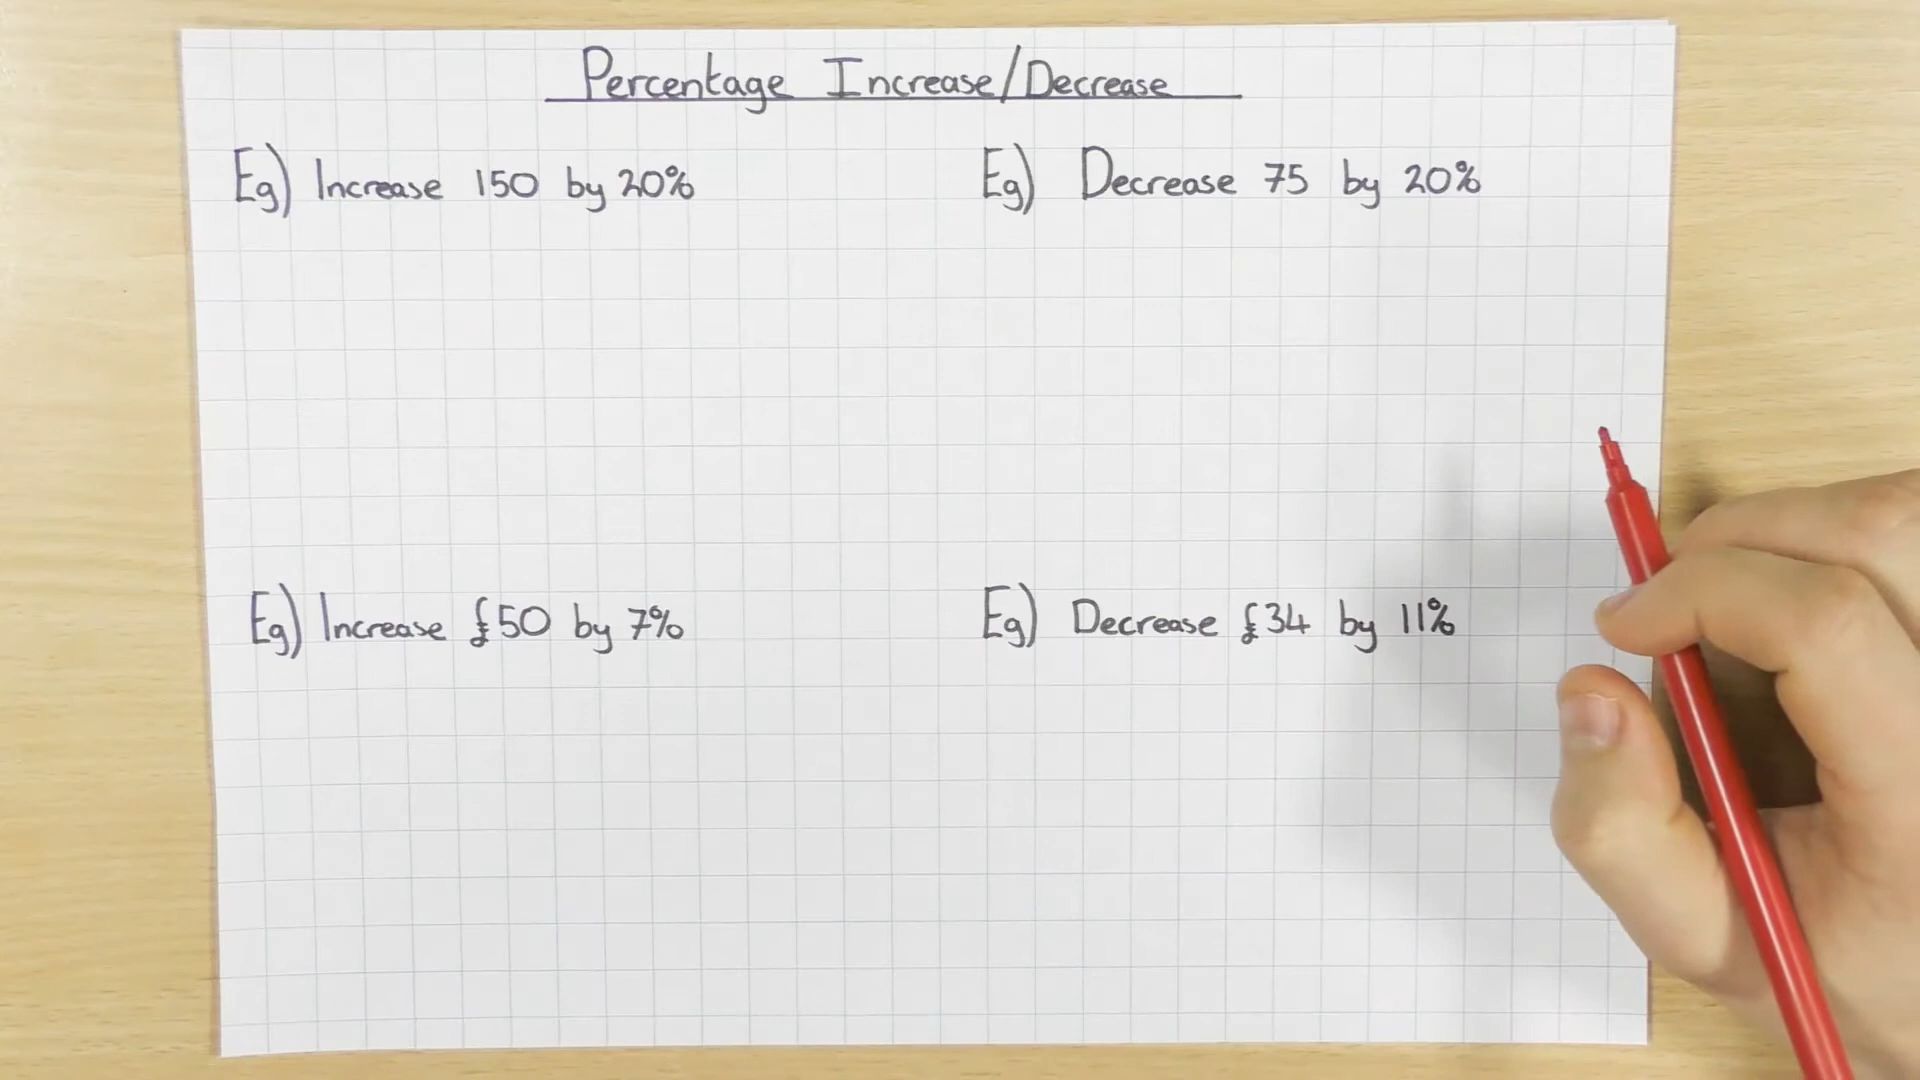 Percentage Increase/Decrease
Eg) Increase 150 by 20%
Eg) Decrease 75 by 20%
Eg) Increase £50 by 7%
Eg) Decrease £34 by 11%